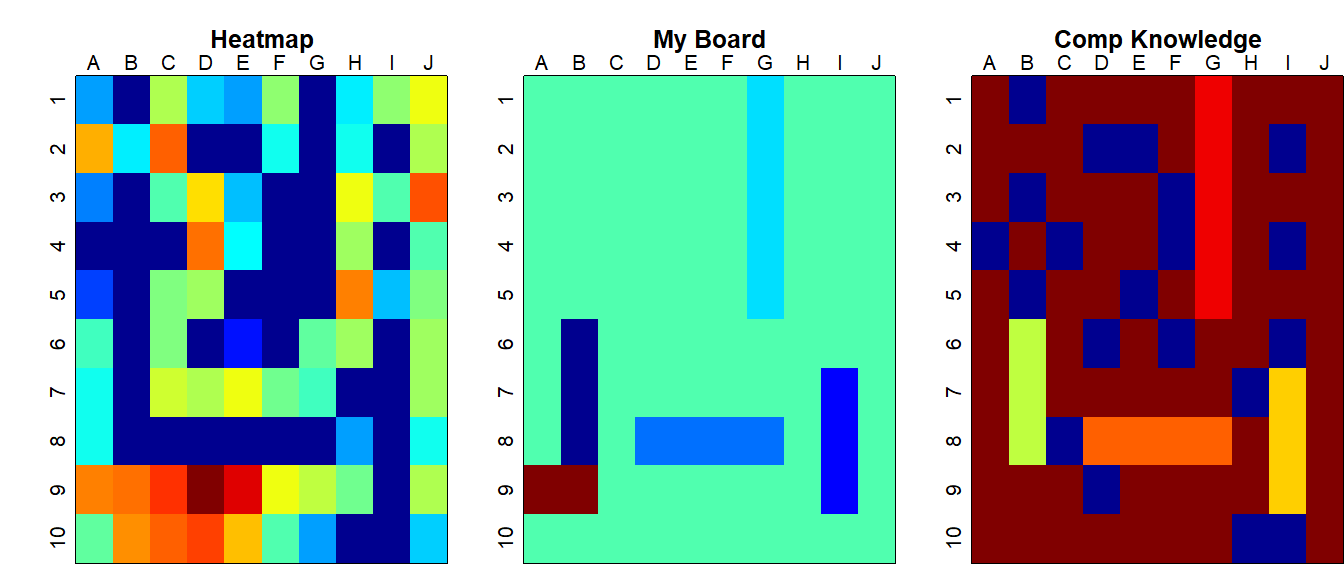 Heatmap My Board Comp Knowledge
A B C D E F G H I J A B C D E F G H I J A B C D E F G H I J
1 1 1
2 2 2
3 3 3
4 4 4
5 5 5
6 6 6
7 7 7
8 8 8
9 9 9
10 10 10